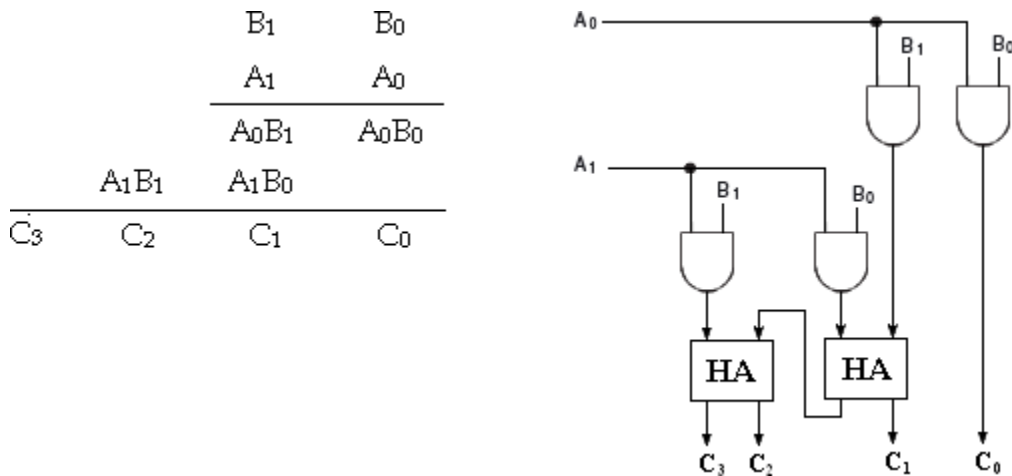 B₁ B₀
A₁ A₀
A₀B₁ A₀B₀
A₁B₁ A₁B₀
C₃ C₂ C₁ C₀
A₀
B₁ B₀
A₁
B₁ B₀
HA HA
C₃ C₂ C₁ C₀